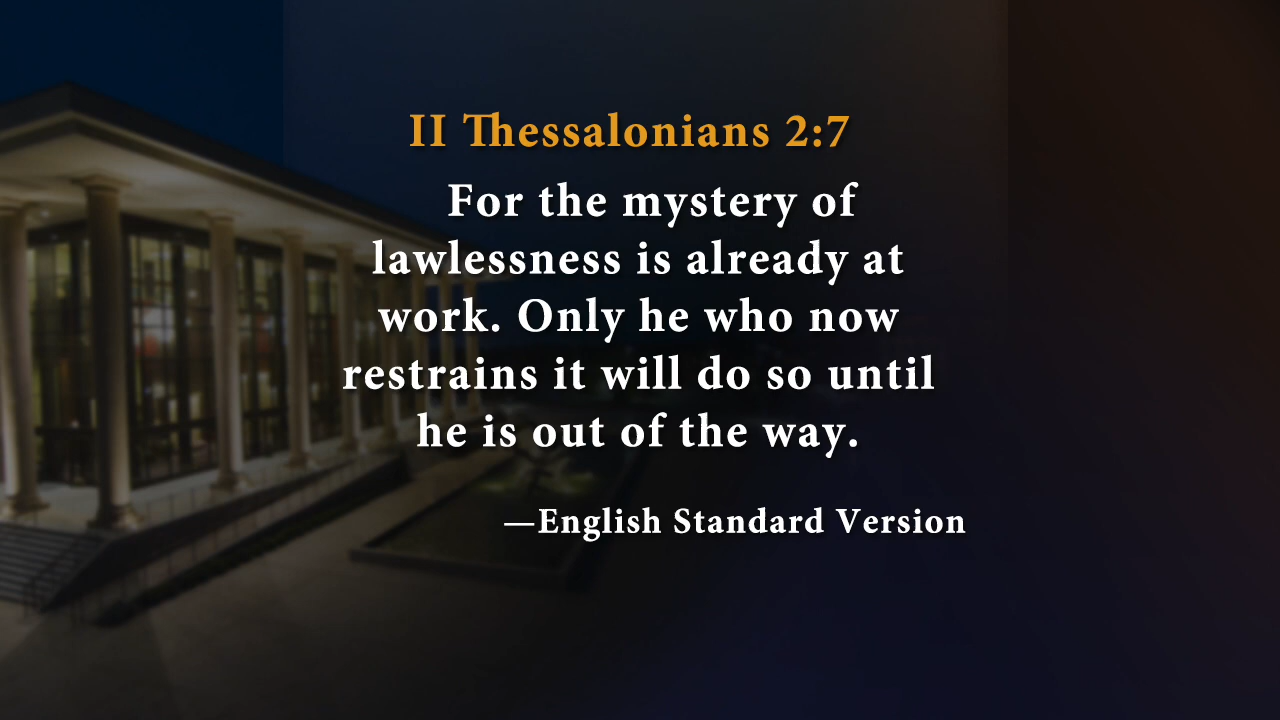 II Thessalonians 2:7
For the mystery of
lawlessness is already at
work. Only he who now
restrains it will do so until
he is out of the way.
—English Standard Version